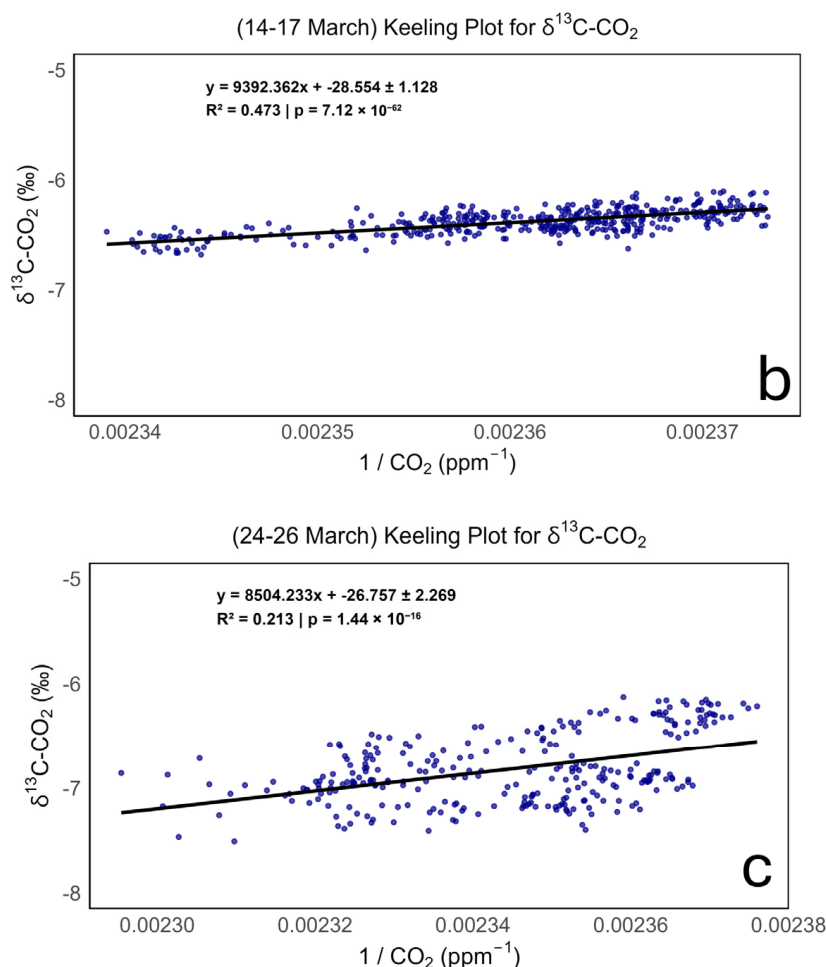 (14-17 March) Keeling Plot for δ¹³C-CO₂
y = 9392.362x + -28.554 ± 1.128
R² = 0.473 | p = 7.12 × 10⁻⁶²
-5
-6
-7
-8
δ¹³C-CO₂ (‰)
b
0.00234 0.00235 0.00236 0.00237
1 / CO₂ (ppm⁻¹)
(24-26 March) Keeling Plot for δ¹³C-CO₂
y = 8504.233x + -26.757 ± 2.269
R² = 0.213 | p = 1.44 × 10⁻¹⁶
-5
-6
-7
-8
δ¹³C-CO₂ (‰)
c
0.00230 0.00232 0.00234 0.00236 0.00238
1 / CO₂ (ppm⁻¹)